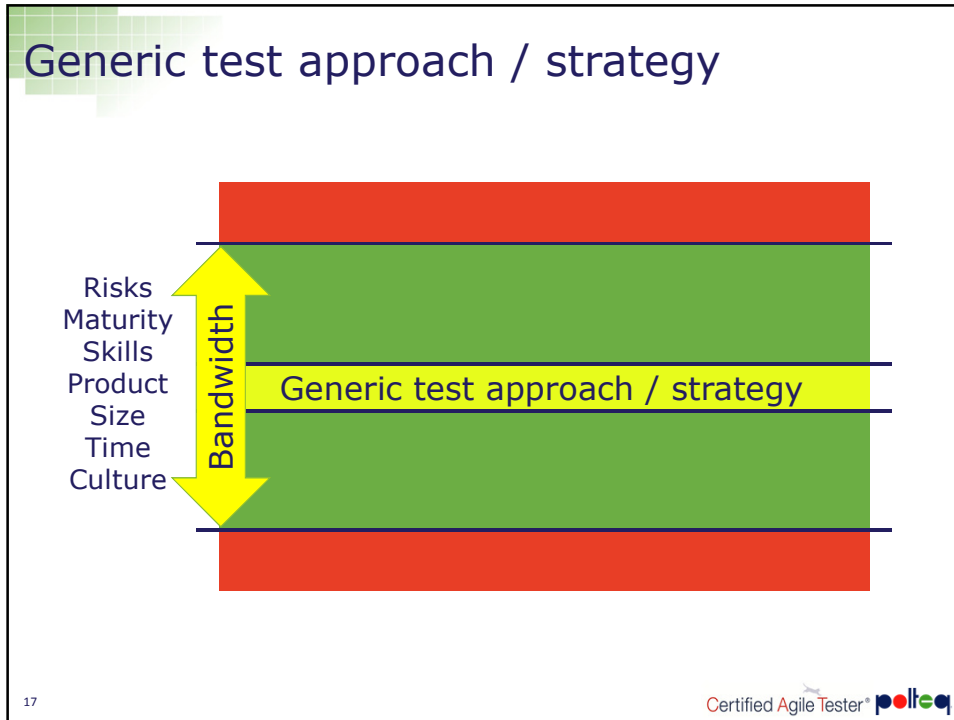 Generic test approach / strategy
Risks
Maturity
Skills
Product
Size
Time
Culture
Bandwidth
Generic test approach / strategy
17
Certified Agile Tester® polteq